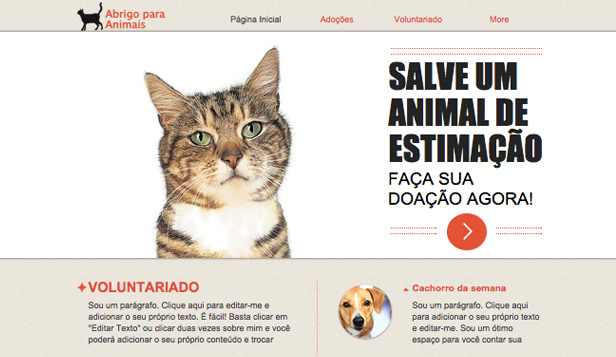 Abrigo para
Animais
Página Inicial
Adoções
Voluntariado
More
SALVE UM
ANIMAL DE
ESTIMAÇÃO
FAÇA SUA
DOAÇÃO AGORA!
VOLUNTARIADO
Sou um parágrafo. Clique aqui para editar-me e
adicionar o seu próprio texto. É fácil! Basta clicar em
"Editar Texto" ou clicar duas vezes sobre mim e você
poderá adicionar o seu próprio conteúdo e trocar
Cachorro da semana
Sou um parágrafo. Clique aqui
para adicionar o seu próprio texto
e editar-me. Sou um ótimo
espaço para você contar sua